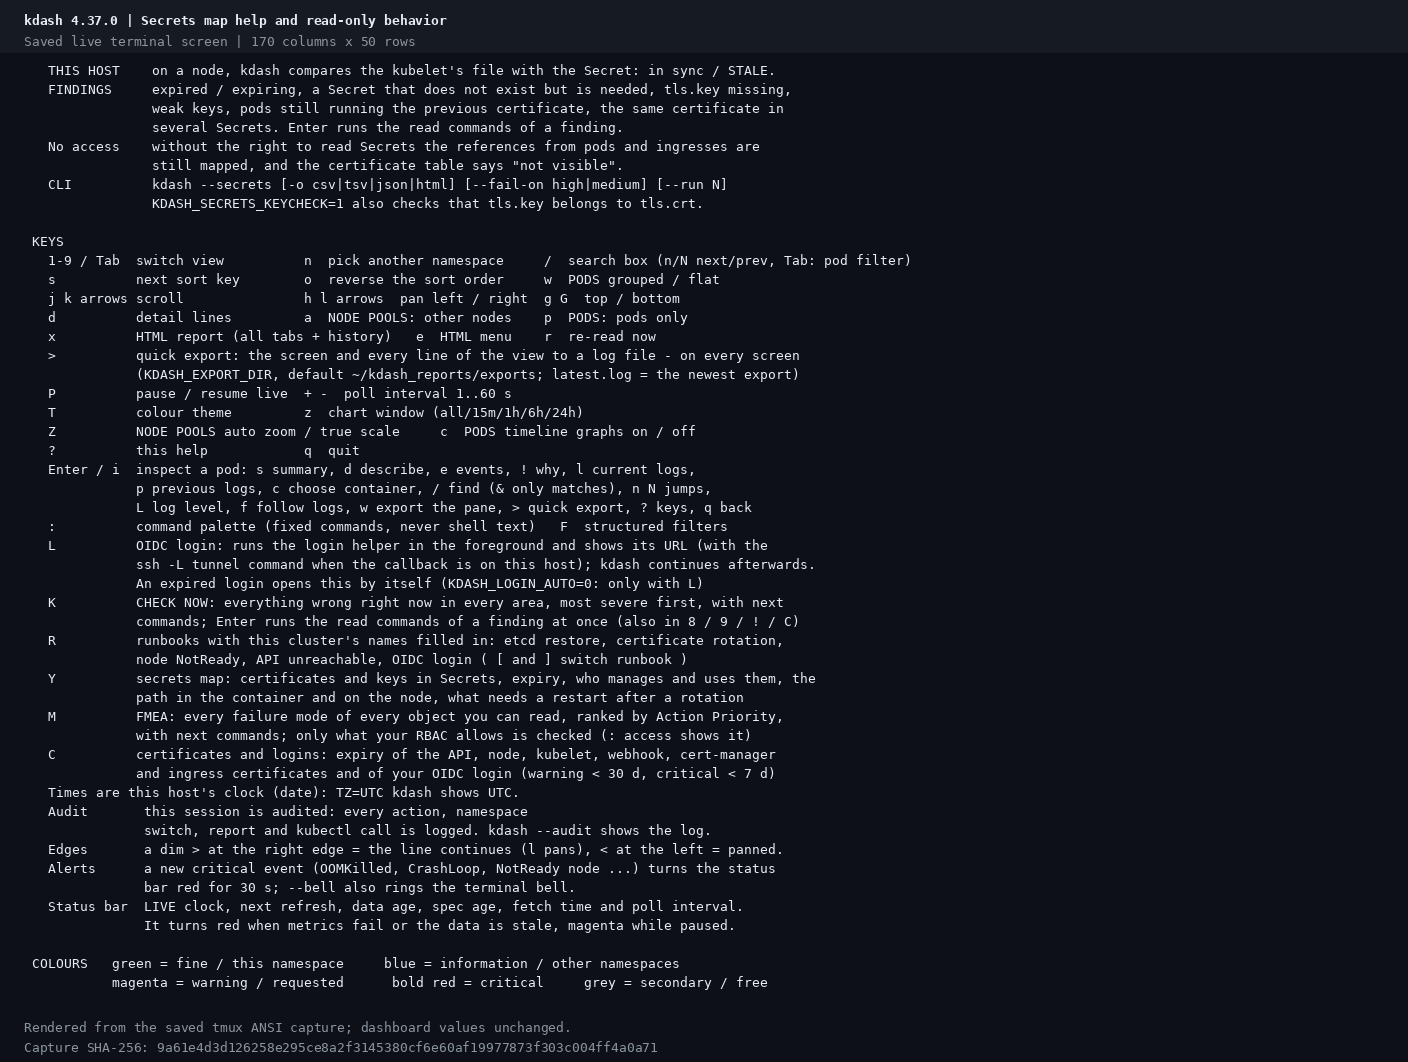 kdash 4.37.0 | Secrets map help and read-only behavior
Saved live terminal screen | 170 columns x 50 rows
THIS HOST    on a node, kdash compares the kubelet's file with the Secret: in sync / STALE.
FINDINGS     expired / expiring, a Secret that does not exist but is needed, tls.key missing,
weak keys, pods still running the previous certificate, the same certificate in
several Secrets. Enter runs the read commands of a finding.
No access    without the right to read Secrets the references from pods and ingresses are
still mapped, and the certificate table says "not visible".
CLI          kdash --secrets [-o csv|tsv|json|html] [--fail-on high|medium] [--run N]
KDASH_SECRETS_KEYCHECK=1 also checks that tls.key belongs to tls.crt.
KEYS
1-9 / Tab  switch view          n  pick another namespace     /  search box (n/N next/prev, Tab: pod filter)
s          next sort key        o  reverse the sort order     w  PODS grouped / flat
j k arrows scroll               h l arrows  pan left / right  g G  top / bottom
d          detail lines         a  NODE POOLS: other nodes    p  PODS: pods only
x          HTML report (all tabs + history)   e  HTML menu    r  re-read now
>          quick export: the screen and every line of the view to a log file - on every screen
(KDASH_EXPORT_DIR, default ~/kdash_reports/exports; latest.log = the newest export)
P          pause / resume live  + -  poll interval 1..60 s
T          colour theme         z  chart window (all/15m/1h/6h/24h)
Z          NODE POOLS auto zoom / true scale     c  PODS timeline graphs on / off
?          this help            q  quit
Enter / i  inspect a pod: s summary, d describe, e events, ! why, l current logs,
p previous logs, c choose container, / find (& only matches), n N jumps,
L log level, f follow logs, w export the pane, > quick export, ? keys, q back
:          command palette (fixed commands, never shell text)   F  structured filters
L          OIDC login: runs the login helper in the foreground and shows its URL (with the
ssh -L tunnel command when the callback is on this host); kdash continues afterwards.
An expired login opens this by itself (KDASH_LOGIN_AUTO=0: only with L)
K          CHECK NOW: everything wrong right now in every area, most severe first, with next
commands; Enter runs the read commands of a finding at once (also in 8 / 9 / ! / C)
R          runbooks with this cluster's names filled in: etcd restore, certificate rotation,
node NotReady, API unreachable, OIDC login ( [ and ] switch runbook )
Y          secrets map: certificates and keys in Secrets, expiry, who manages and uses them, the
path in the container and on the node, what needs a restart after a rotation
M          FMEA: every failure mode of every object you can read, ranked by Action Priority,
with next commands; only what your RBAC allows is checked (: access shows it)
C          certificates and logins: expiry of the API, node, kubelet, webhook, cert-manager
and ingress certificates and of your OIDC login (warning < 30 d, critical < 7 d)
Times are this host's clock (date): TZ=UTC kdash shows UTC.
Audit       this session is audited: every action, namespace
switch, report and kubectl call is logged. kdash --audit shows the log.
Edges       a dim > at the right edge = the line continues (l pans), < at the left = panned.
Alerts      a new critical event (OOMKilled, CrashLoop, NotReady node ...) turns the status
bar red for 30 s; --bell also rings the terminal bell.
Status bar  LIVE clock, next refresh, data age, spec age, fetch time and poll interval.
It turns red when metrics fail or the data is stale, magenta while paused.
COLOURS   green = fine / this namespace     blue = information / other namespaces
magenta = warning / requested      bold red = critical     grey = secondary / free
Rendered from the saved tmux ANSI capture; dashboard values unchanged.
Capture SHA-256: 9a61e4d3d126258e295ce8a2f3145380cf6e60af19977873f303c004ff4a0a71